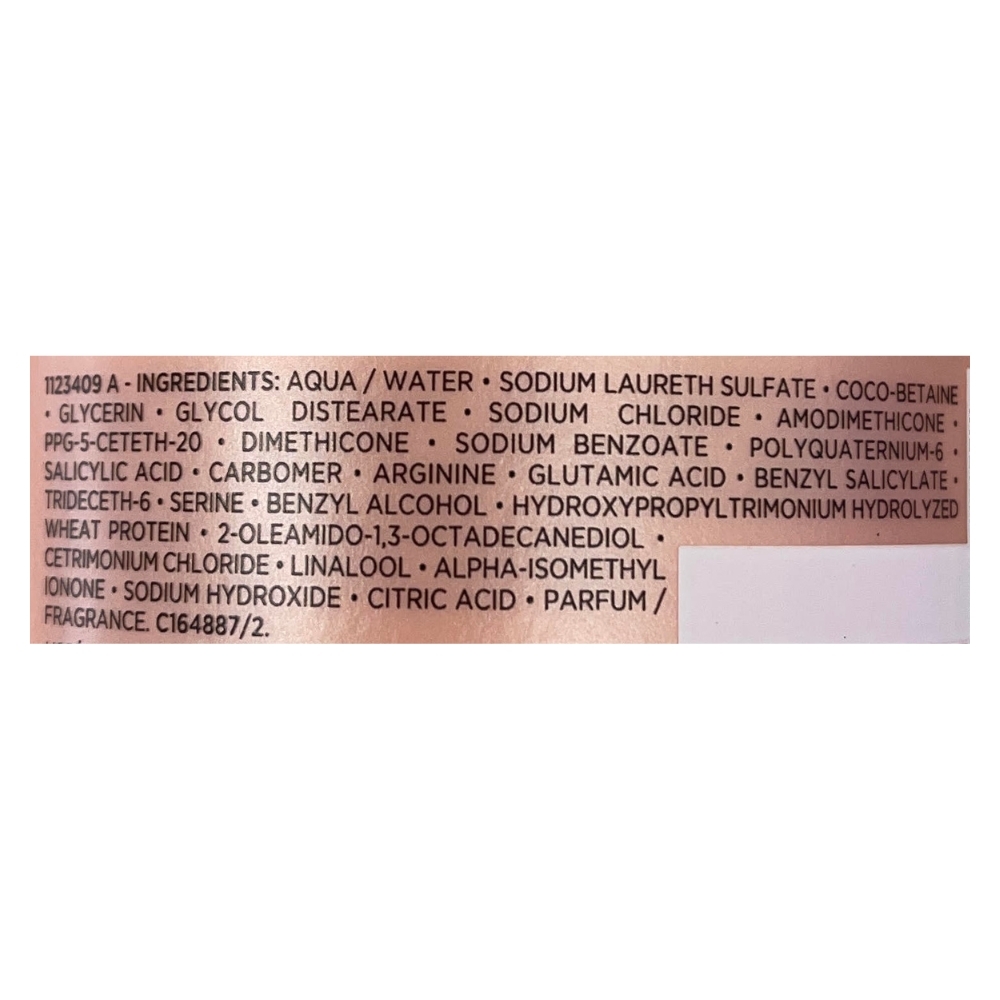 1123409 A - INGREDIENTS: AQUA / WATER • SODIUM LAURETH SULFATE • COCO-BETAINE
• GLYCERIN • GLYCOL DISTEARATE • SODIUM CHLORIDE • AMODIMETHICONE •
PPG-5-CETETH-20 • DIMETHICONE • SODIUM BENZOATE • POLYQUATERNIUM-6 •
SALICYLIC ACID • CARBOMER • ARGININE • GLUTAMIC ACID • BENZYL SALICYLATE •
TRIDECETH-6 • SERINE • BENZYL ALCOHOL • HYDROXYPROPYLTRIMONIUM HYDROLYZED
WHEAT PROTEIN • 2-OLEAMIDO-1,3-OCTADECANEDIOL •
CETRIMONIUM CHLORIDE • LINALOOL • ALPHA-ISOMETHYL
IONONE • SODIUM HYDROXIDE • CITRIC ACID • PARFUM /
FRAGRANCE. C164887/2.